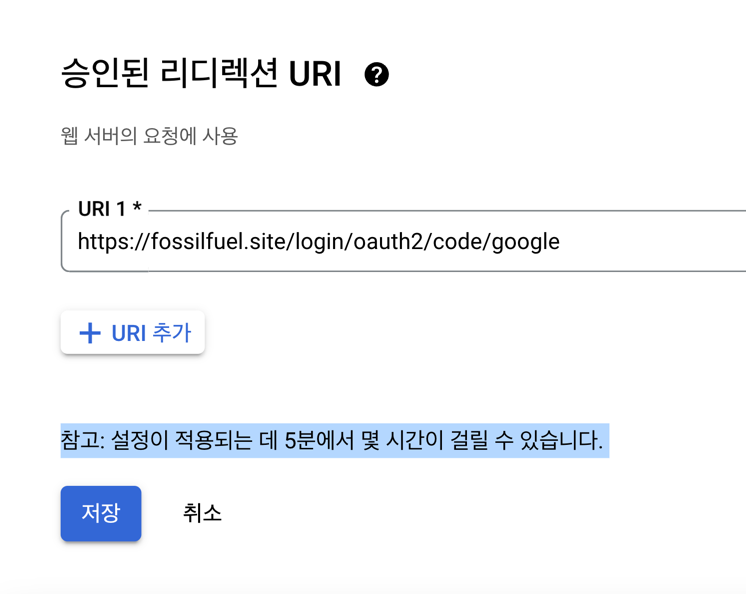 승인된 리디렉션 URI ?
웹 서버의 요청에 사용
URI 1 *
https://fossilfuel.site/login/oauth2/code/google
+ URI 추가
참고: 설정이 적용되는 데 5분에서 몇 시간이 걸릴 수 있습니다.
저장 취소